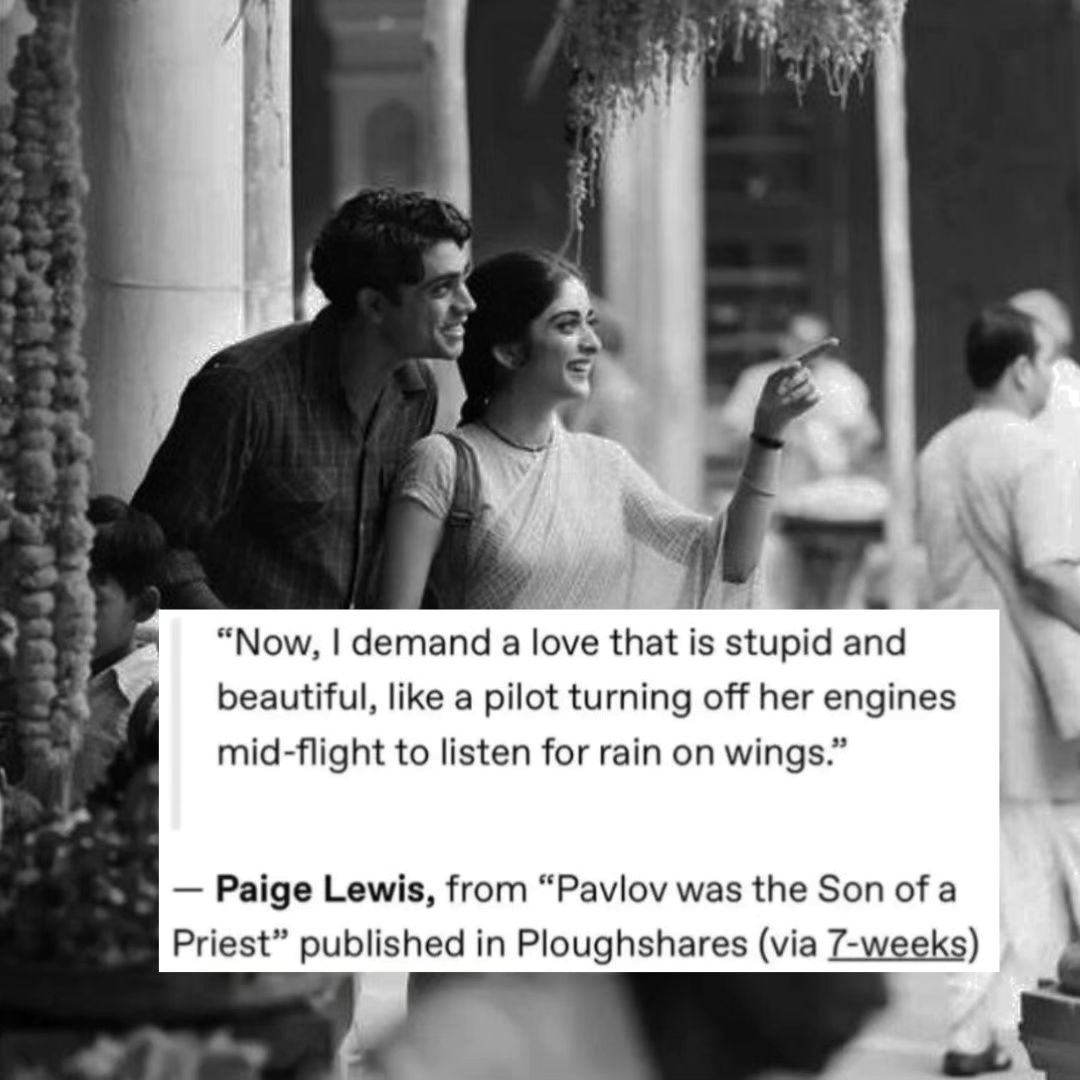 “Now, I demand a love that is stupid and
beautiful, like a pilot turning off her engines
mid-flight to listen for rain on wings.”
— Paige Lewis, from “Pavlov was the Son of a
Priest” published in Ploughshares (via 7-weeks)